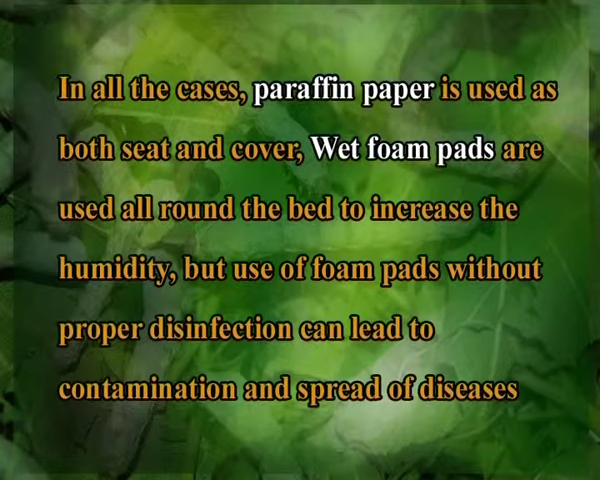 In all the cases, paraffin paper is used as
both seat and cover, Wet foam pads are
used all round the bed to increase the
humidity, but use of foam pads without
proper disinfection can lead to
contamination and spread of diseases